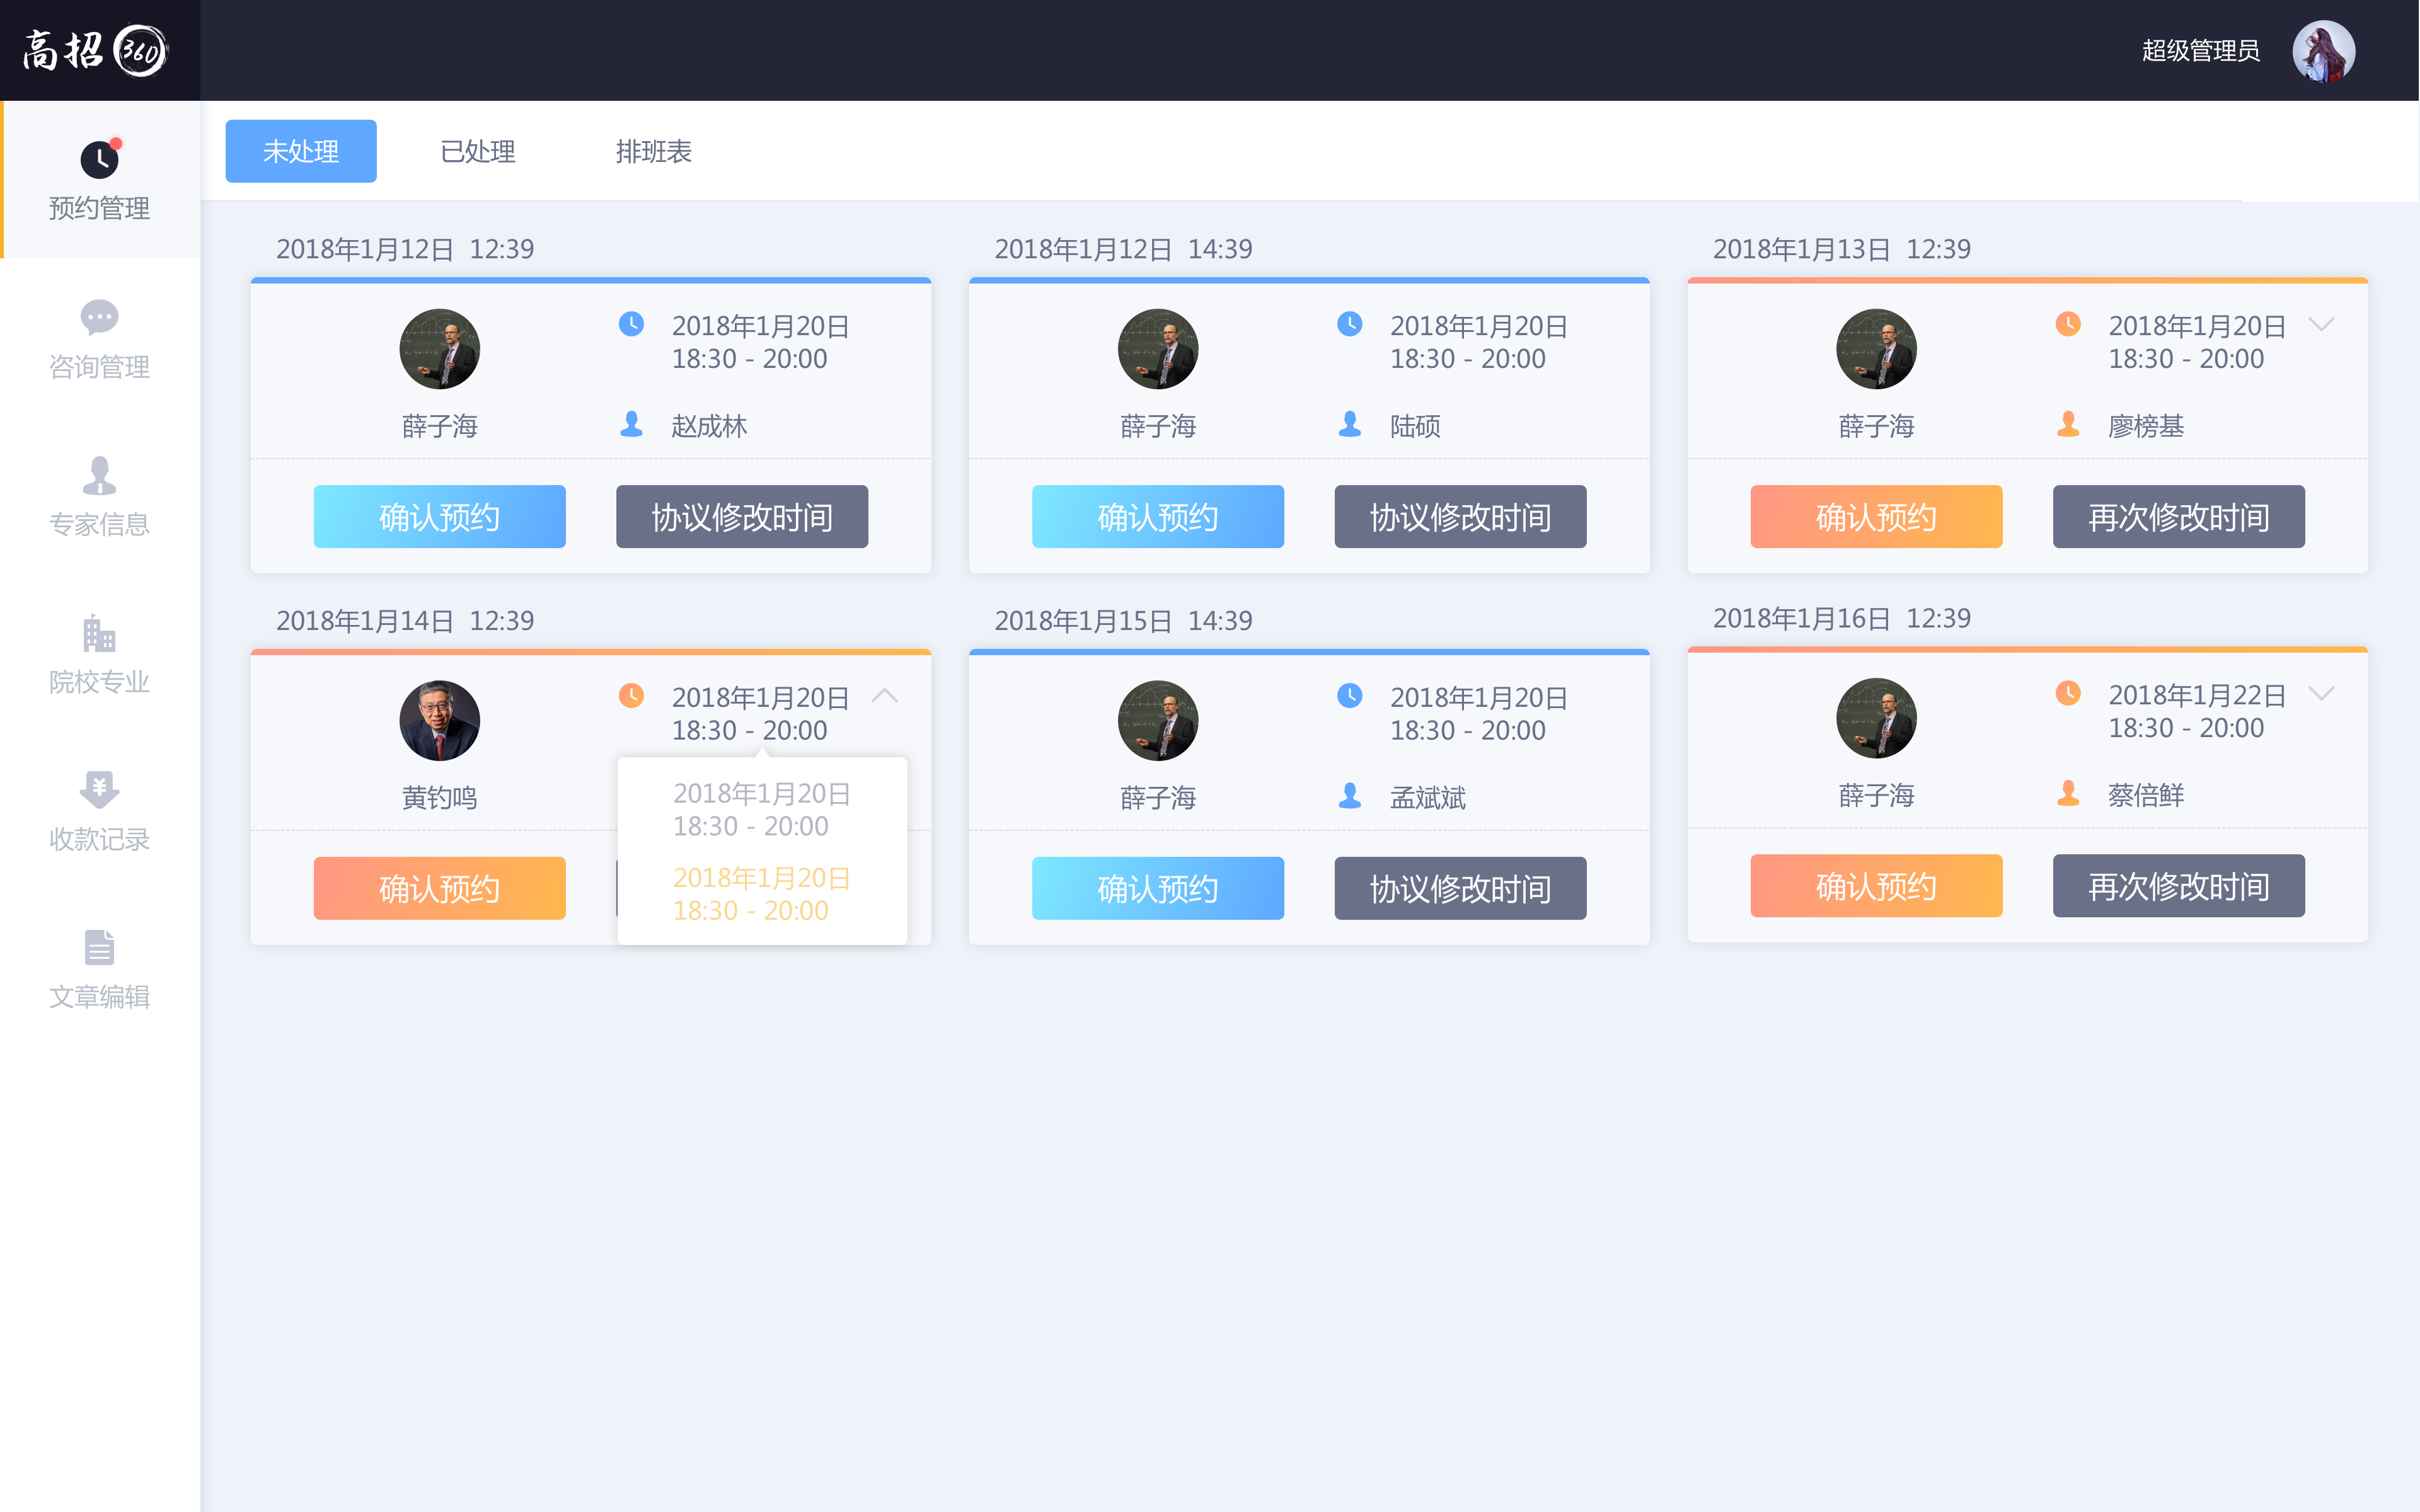 高招360
超级管理员
预约管理
咨询管理
专家信息
院校专业
收款记录
文章编辑
未处理
已处理
排班表
2018年1月12日 12:39
2018年1月20日
18:30 - 20:00
薛子海
赵成林
确认预约
协议修改时间
2018年1月12日 14:39
2018年1月20日
18:30 - 20:00
薛子海
陆硕
确认预约
协议修改时间
2018年1月13日 12:39
2018年1月20日
18:30 - 20:00
薛子海
廖榜基
确认预约
再次修改时间
2018年1月14日 12:39
2018年1月20日
18:30 - 20:00
黄钧鸣
2018年1月20日
18:30 - 20:00
2018年1月20日
18:30 - 20:00
确认预约
2018年1月15日 14:39
2018年1月20日
18:30 - 20:00
薛子海
孟斌斌
确认预约
协议修改时间
2018年1月16日 12:39
2018年1月22日
18:30 - 20:00
薛子海
蔡倍鲜
确认预约
再次修改时间